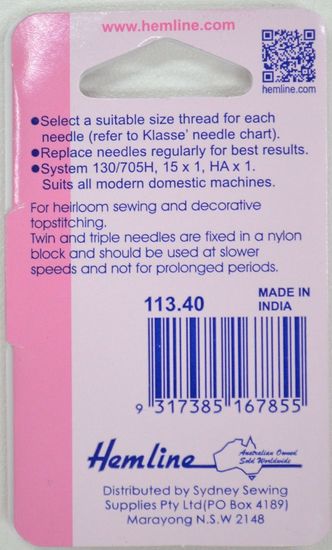 www.hemline.com
hemline.com
●Select a suitable size thread for each
needle (refer to Klasse’ needle chart).
●Replace needles regularly for best results.
●System 130/705H, 15 x 1, HA x 1.
Suits all modern domestic machines.
For heirloom sewing and decorative
topstitching.
Twin and triple needles are fixed in a nylon
block and should be used at slower
speeds and not for prolonged periods.
113.40
MADE IN
INDIA
9 317385 167855
Hemline
Australian Owned
Sold Worldwide
Distributed by Sydney Sewing
Supplies Pty Ltd(PO Box 4189)
Marayong N.S.W 2148